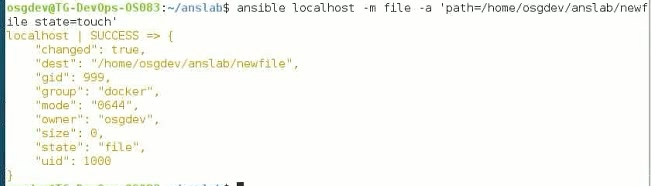 osgdev@TG-DevOps-OS083:~/anslab$ ansible localhost -m file -a 'path=/home/osgdev/anslab/newf
ile state=touch'
localhost | SUCCESS => {
    "changed": true,
    "dest": "/home/osgdev/anslab/newfile",
    "gid": 999,
    "group": "docker",
    "mode": "0644",
    "owner": "osgdev",
    "size": 0,
    "state": "file",
    "uid": 1000
}